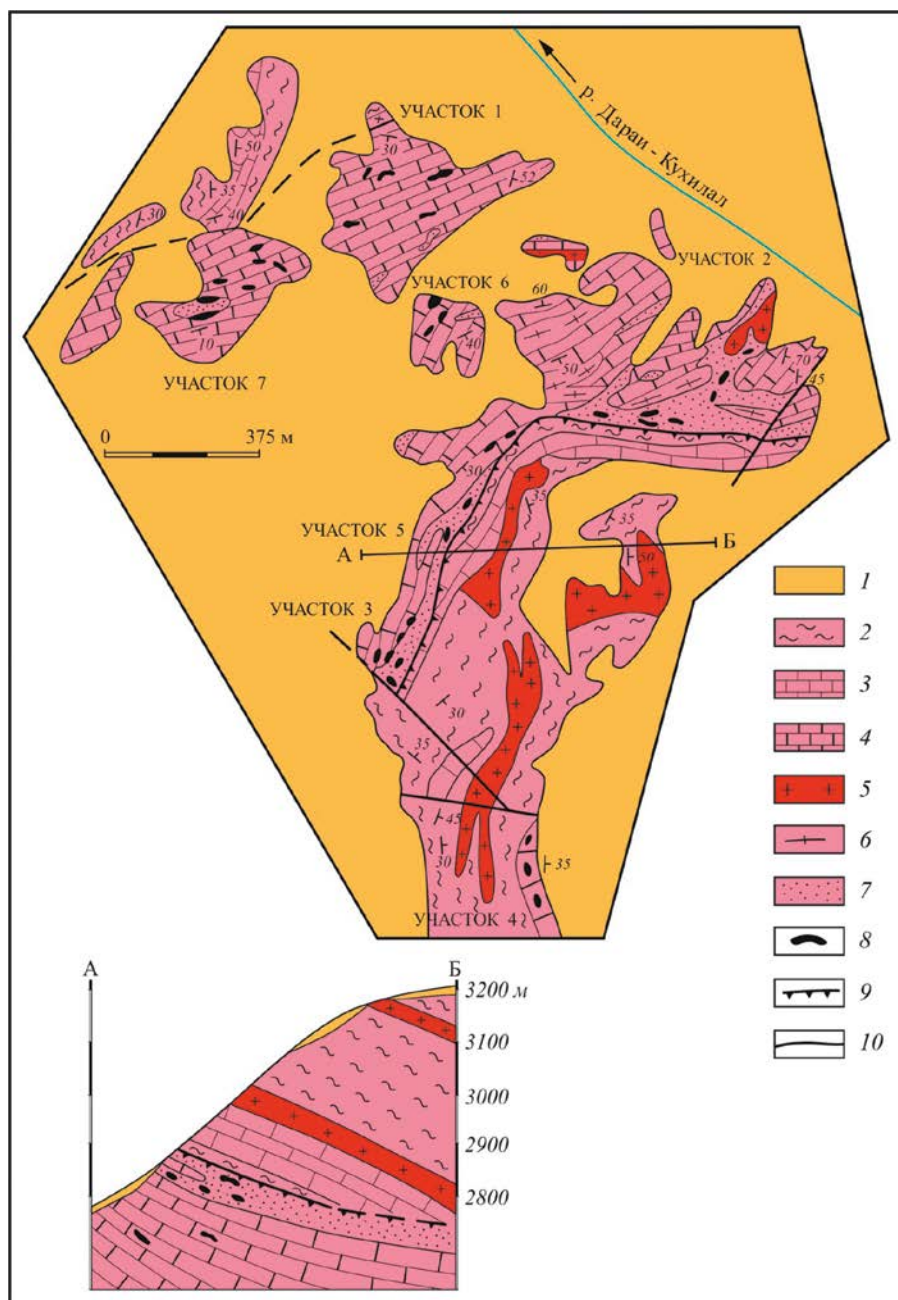 УЧАСТОК 1
р. Дараи - Кухилал
50
30
35
52
30
40
УЧАСТОК 2
УЧАСТОК 6
60
40
10
50
70
УЧАСТОК 7
45
0 375 м
30
35
35
УЧАСТОК 5
А Б
50
УЧАСТОК 3
30
35
45
30
35
УЧАСТОК 4
1
2
3
4
5
6
7
8
9
10
А Б
3200 м
3100
3000
2900
2800